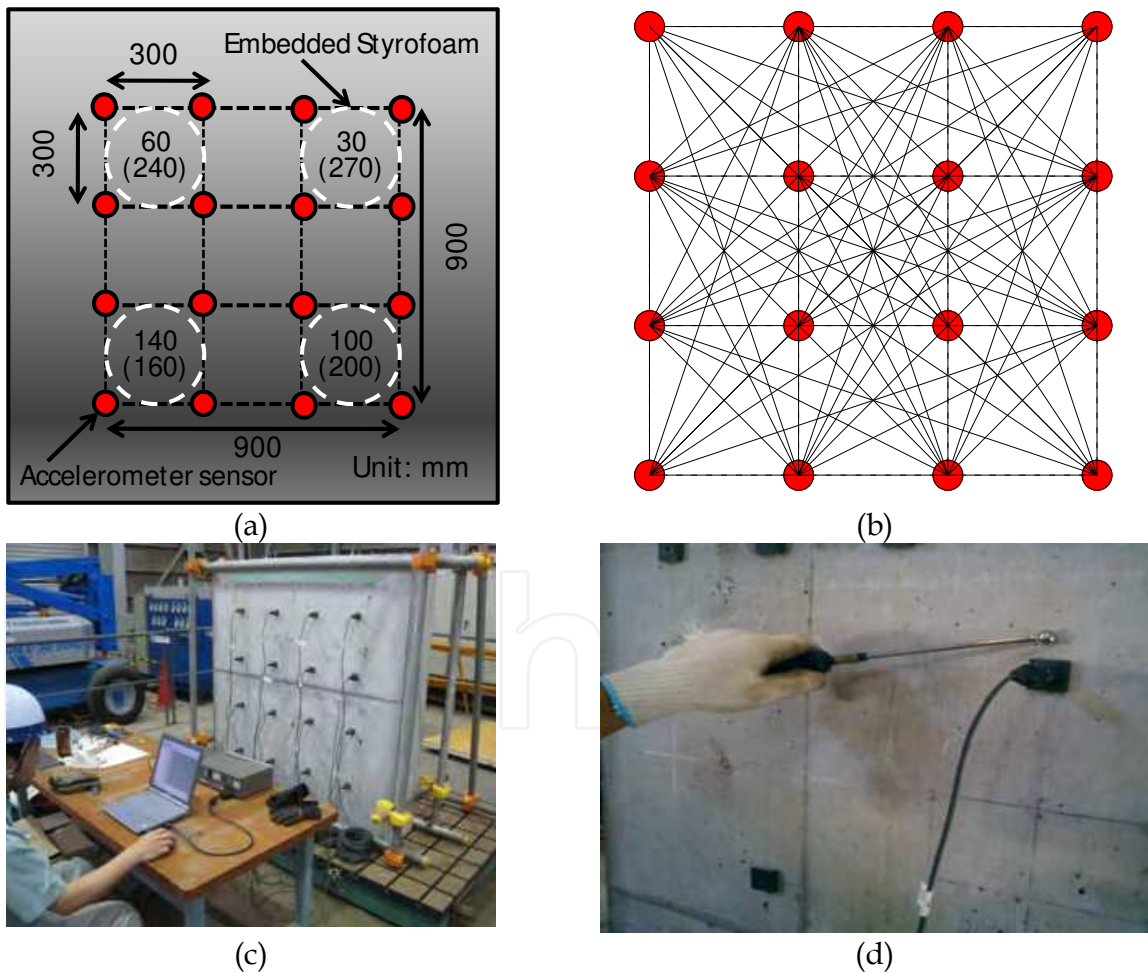 Embedded Styrofoam
300
300
60
(240)
30
(270)
900
140
(160)
100
(200)
900
Accelerometer sensor
Unit: mm
(a)
(b)
(c)
(d)
h